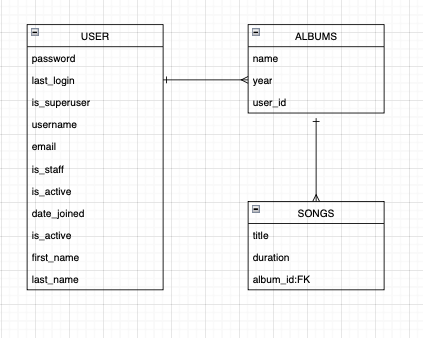 USER
password
last_login
is_superuser
username
email
is_staff
is_active
date_joined
is_active
first_name
last_name
ALBUMS
name
year
user_id
SONGS
title
duration
album_id:FK